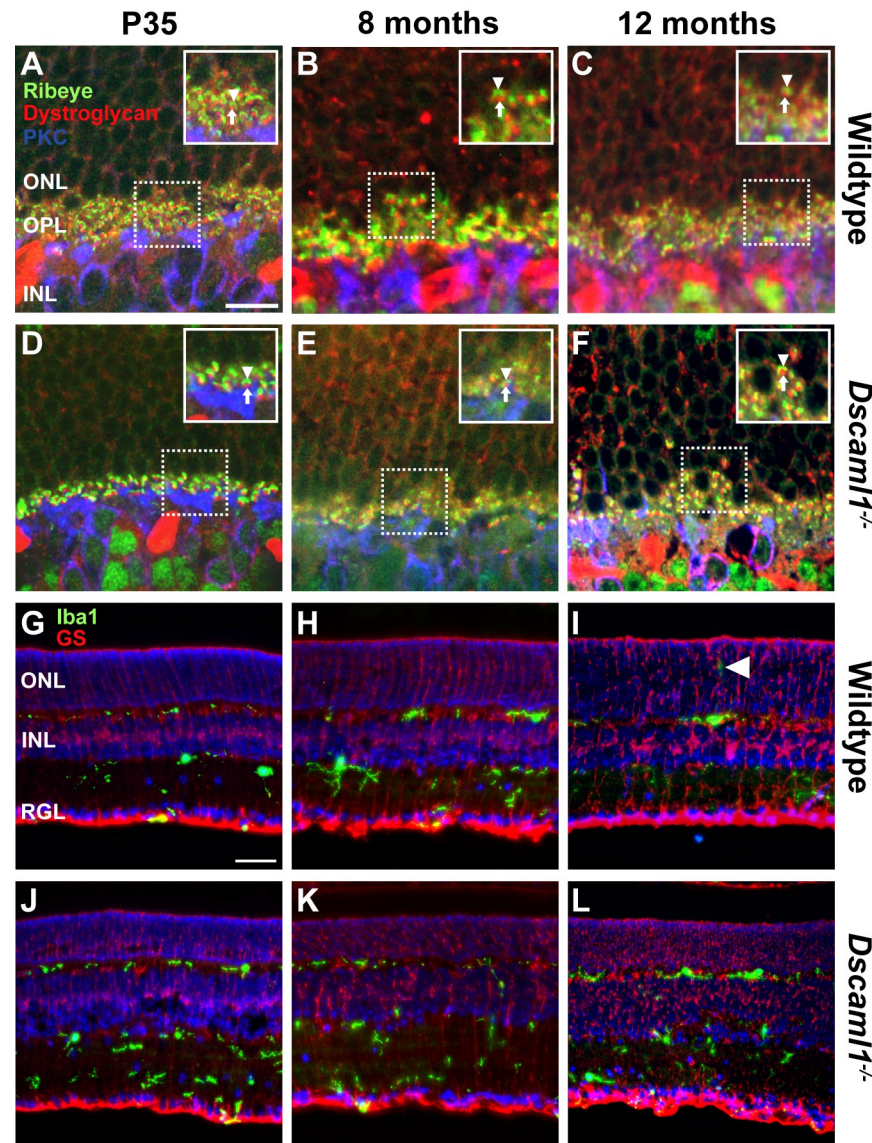 P35 8 months 12 months
A B C
Ribeye
Dystroglycan
PKC
ONL
OPL
INL
Wildtype
D E F
Dscaml1-/-
G H I
Iba1
GS
ONL
INL
RGL
Wildtype
J K L
Dscaml1-/-